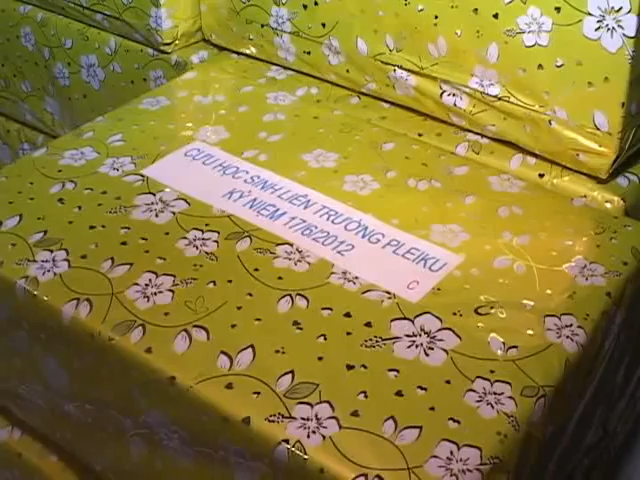 CỰU HỌC SINH LIÊN TRƯỜNG PLEIKU
KỶ NIỆM 17/6/2012
C